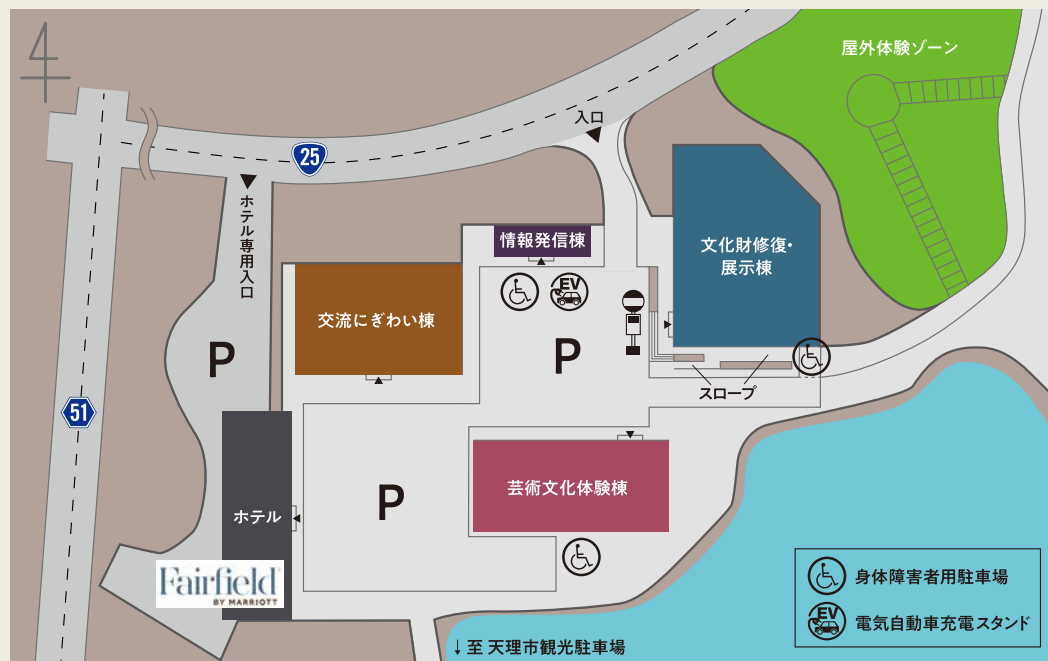 屋外体験ゾーン
入口
25
ホテル専用入口
情報発信棟
文化財修復・
展示棟
EV
交流にぎわい棟
P
P
スロープ
51
芸術文化体験棟
P
ホテル
Fairfield
BY MARRIOTT
身体障害者用駐車場
EV
電気自動車充電スタンド
↓至 天理市観光駐車場